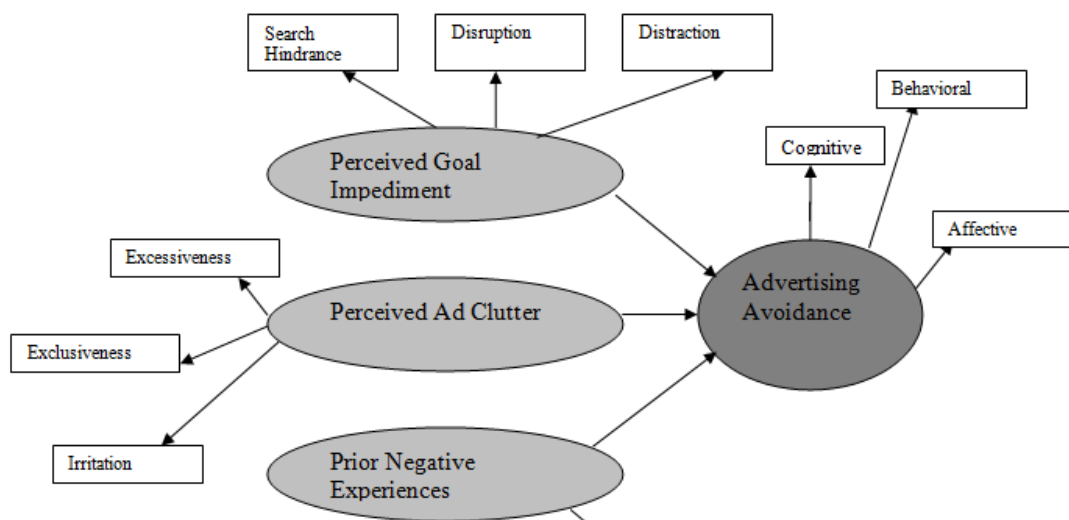 Search
Hindrance
Disruption
Distraction
Behavioral
Cognitive
Perceived Goal
Impediment
Affective
Excessiveness
Advertising
Avoidance
Perceived Ad Clutter
Exclusiveness
Irritation
Prior Negative
Experiences